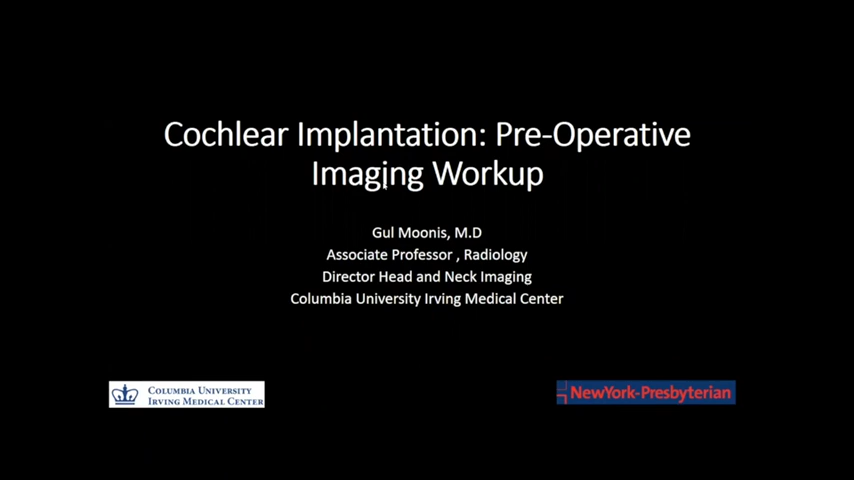 Cochlear Implantation: Pre-Operative
Imaging Workup
Gul Moonis, M.D
Associate Professor , Radiology
Director Head and Neck Imaging
Columbia University Irving Medical Center
COLUMBIA UNIVERSITY
IRVING MEDICAL CENTER
NewYork-Presbyterian